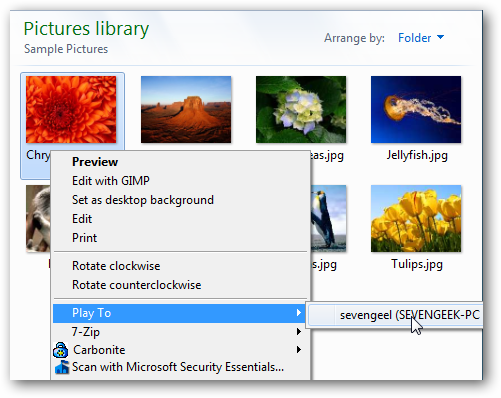 Pictures library
Sample Pictures
Arrange by: Folder
Chry
eas.jpg
Jellyfish.jpg
Preview
Edit with GIMP
Set as desktop background
Edit
Print
s.jpg
Tulips.jpg
Rotate clockwise
Rotate counterclockwise
Play To
sevengeel (SEVENGEEK-PC
7-Zip
Carbonite
Scan with Microsoft Security Essentials...